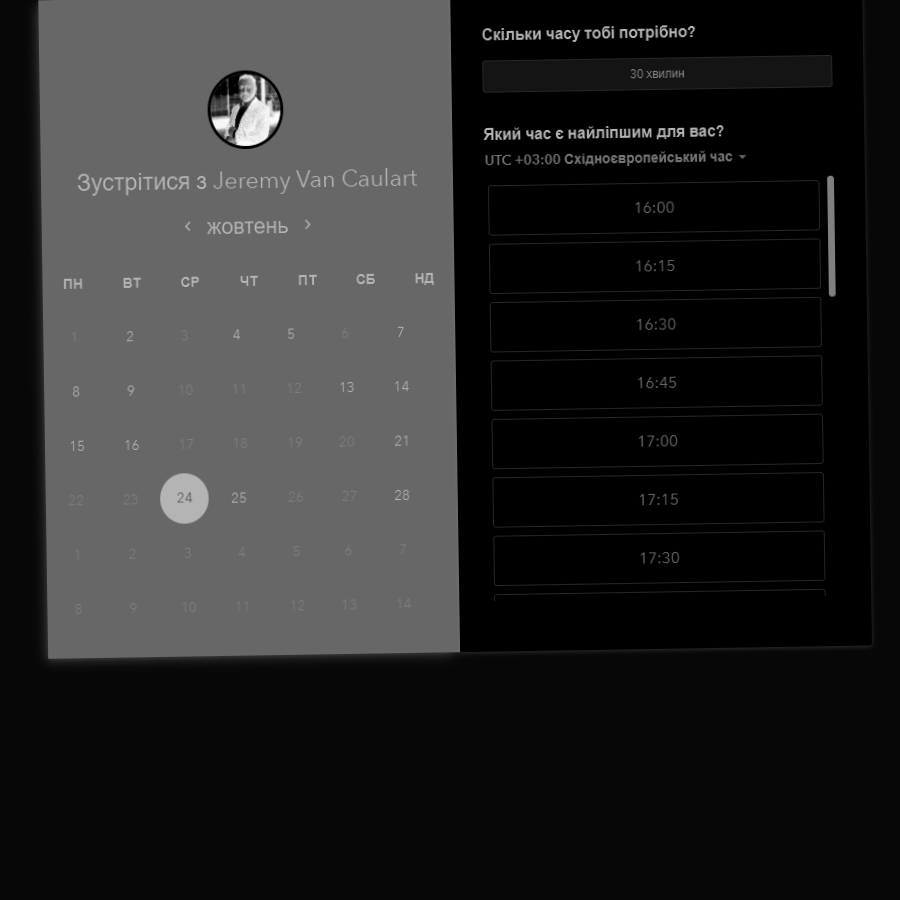 Зустрітися з Jeremy Van Caulart
‹ жовтень ›
ПН ВТ СР ЧТ ПТ СБ НД
1 2 3 4 5 6 7
8 9 10 11 12 13 14
15 16 17 18 19 20 21
22 23 24 25 26 27 28
1 2 3 4 5 6 7
8 9 10 11 12 13 14
Скільки часу тобі потрібно?
30 хвилин
Який час є найліпшим для вас?
UTC +03:00 Східноєвропейський час
16:00
16:15
16:30
16:45
17:00
17:15
17:30